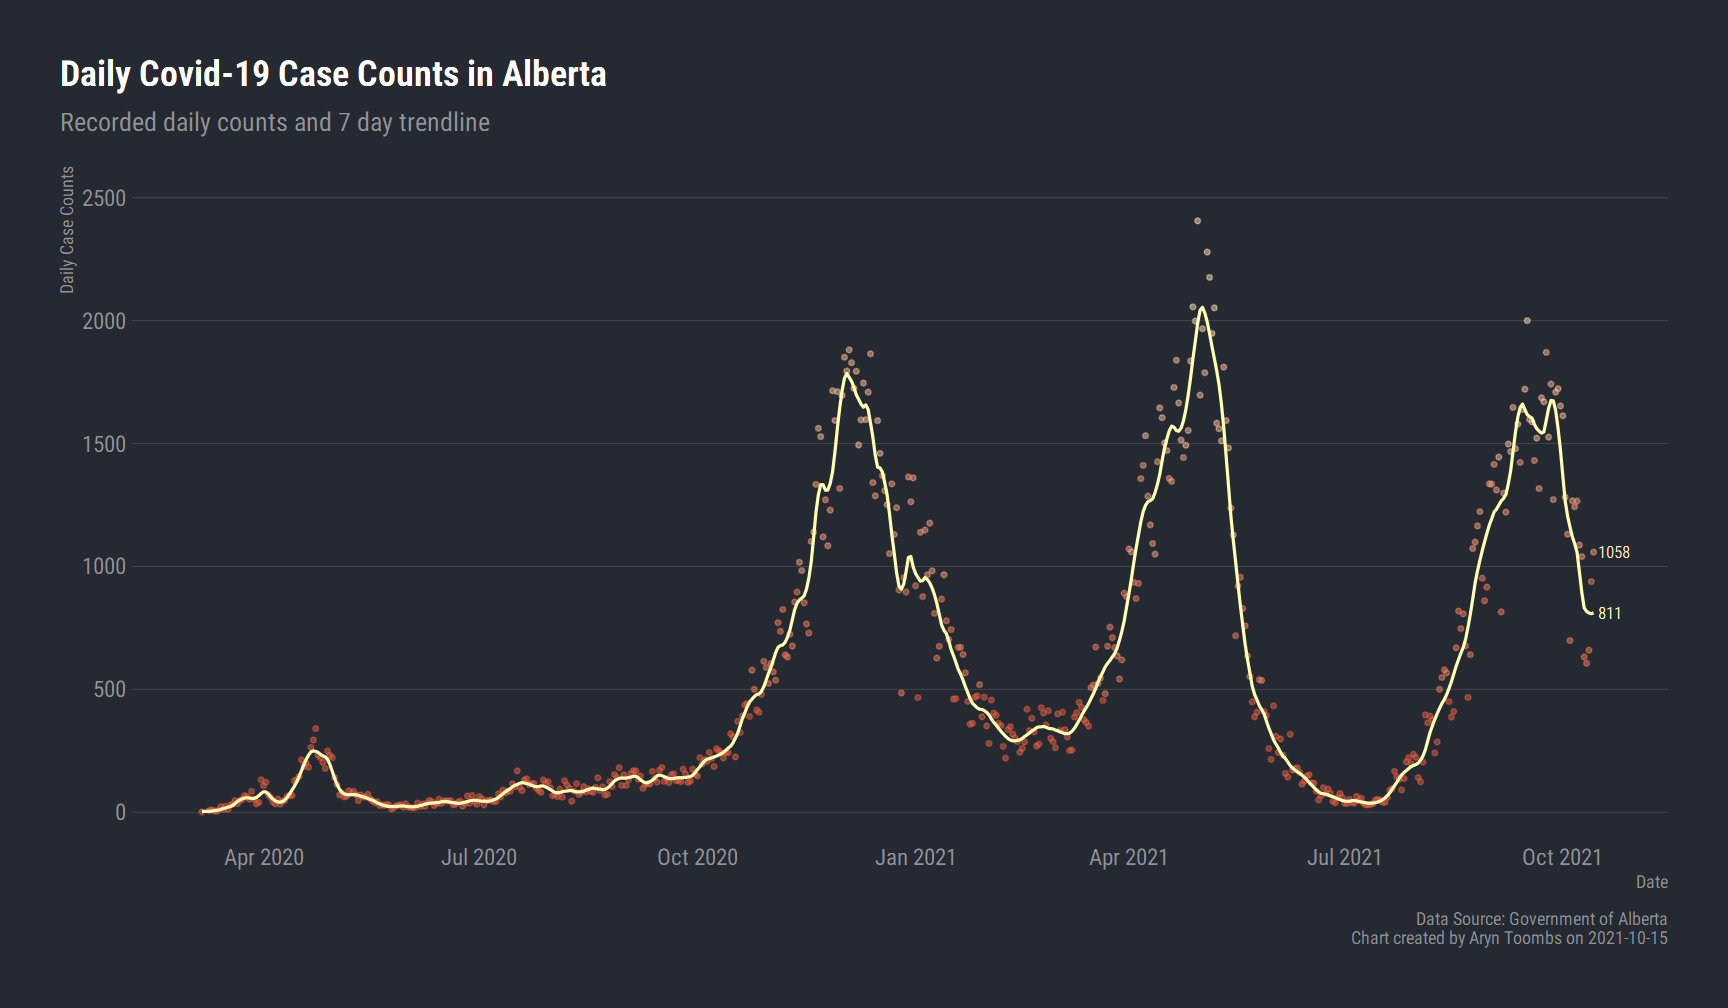 Daily Covid-19 Case Counts in Alberta
Recorded daily counts and 7 day trendline
Daily Case Counts
2500
2000
1500
1000
500
0
1058
811
Apr 2020
Jul 2020
Oct 2020
Jan 2021
Apr 2021
Jul 2021
Oct 2021
Date
Data Source: Government of Alberta
Chart created by Aryn Toombs on 2021-10-15